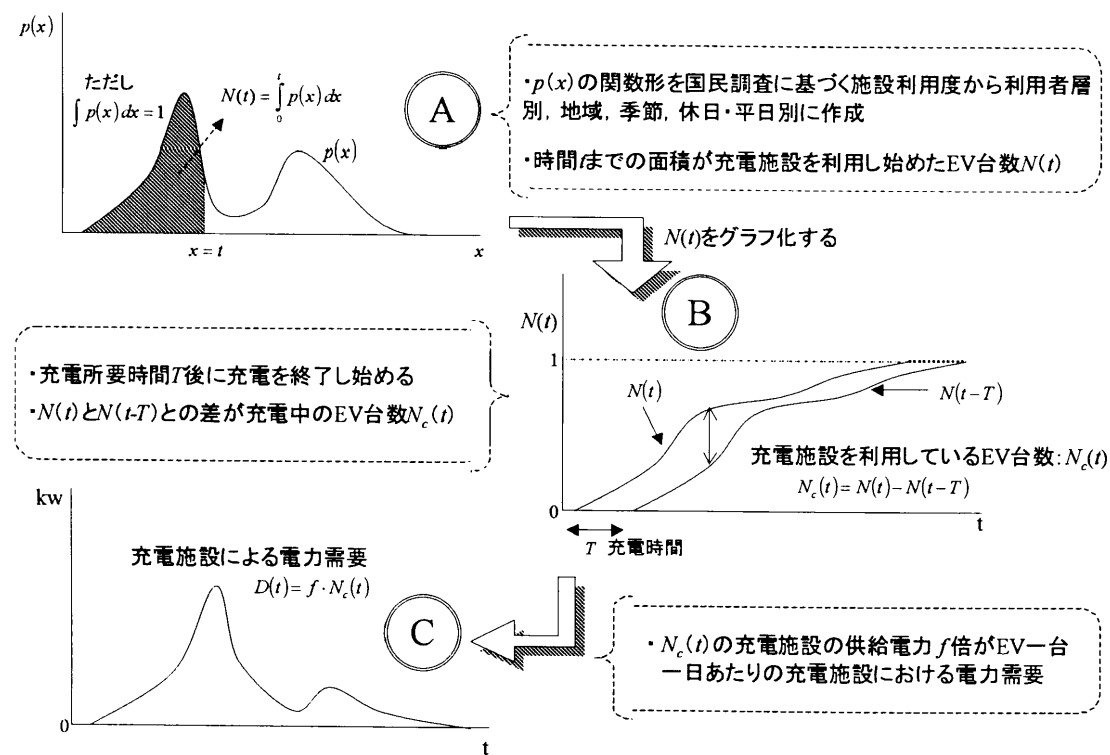 p(x)
ただし
∫p(x)dx=1
N(t)=∫₀ᵗp(x)dx
p(x)
x = t
x
A
・p(x)の関数形を国民調査に基づく施設利用度から利用者層
別, 地域, 季節, 休日・平日別に作成
・時間tまでの面積が充電施設を利用し始めたEV台数N(t)
N(t)をグラフ化する
B
・充電所要時間T後に充電を終了し始める
・N(t)とN(t-T)との差が充電中のEV台数N_c(t)
N(t)
1
N(t)
N(t−T)
充電施設を利用しているEV台数:N_c(t)
N_c(t)=N(t)−N(t−T)
0
t
T 充電時間
kw
充電施設による電力需要
D(t)=f·N_c(t)
C
0
t
・N_c(t)の充電施設の供給電力f倍がEV一台
一日あたりの充電施設における電力需要